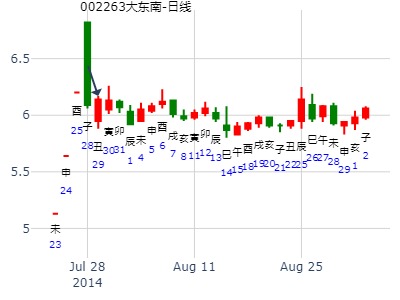 002263大东南-日线
6.5
6
5.5
5
未
23
申
24
酉
25
子
28
丑
29
寅
30
卯
31
辰
1
未
4
申
5
酉
6
戌
7
亥
8
寅
11
卯
12
辰
13
巳
14
午
15
酉
18
戌
19
亥
20
子
21
丑
22
辰
25
巳
26
午
27
未
28
申
29
亥
1
子
2
Jul 28
2014
Aug 11
Aug 25